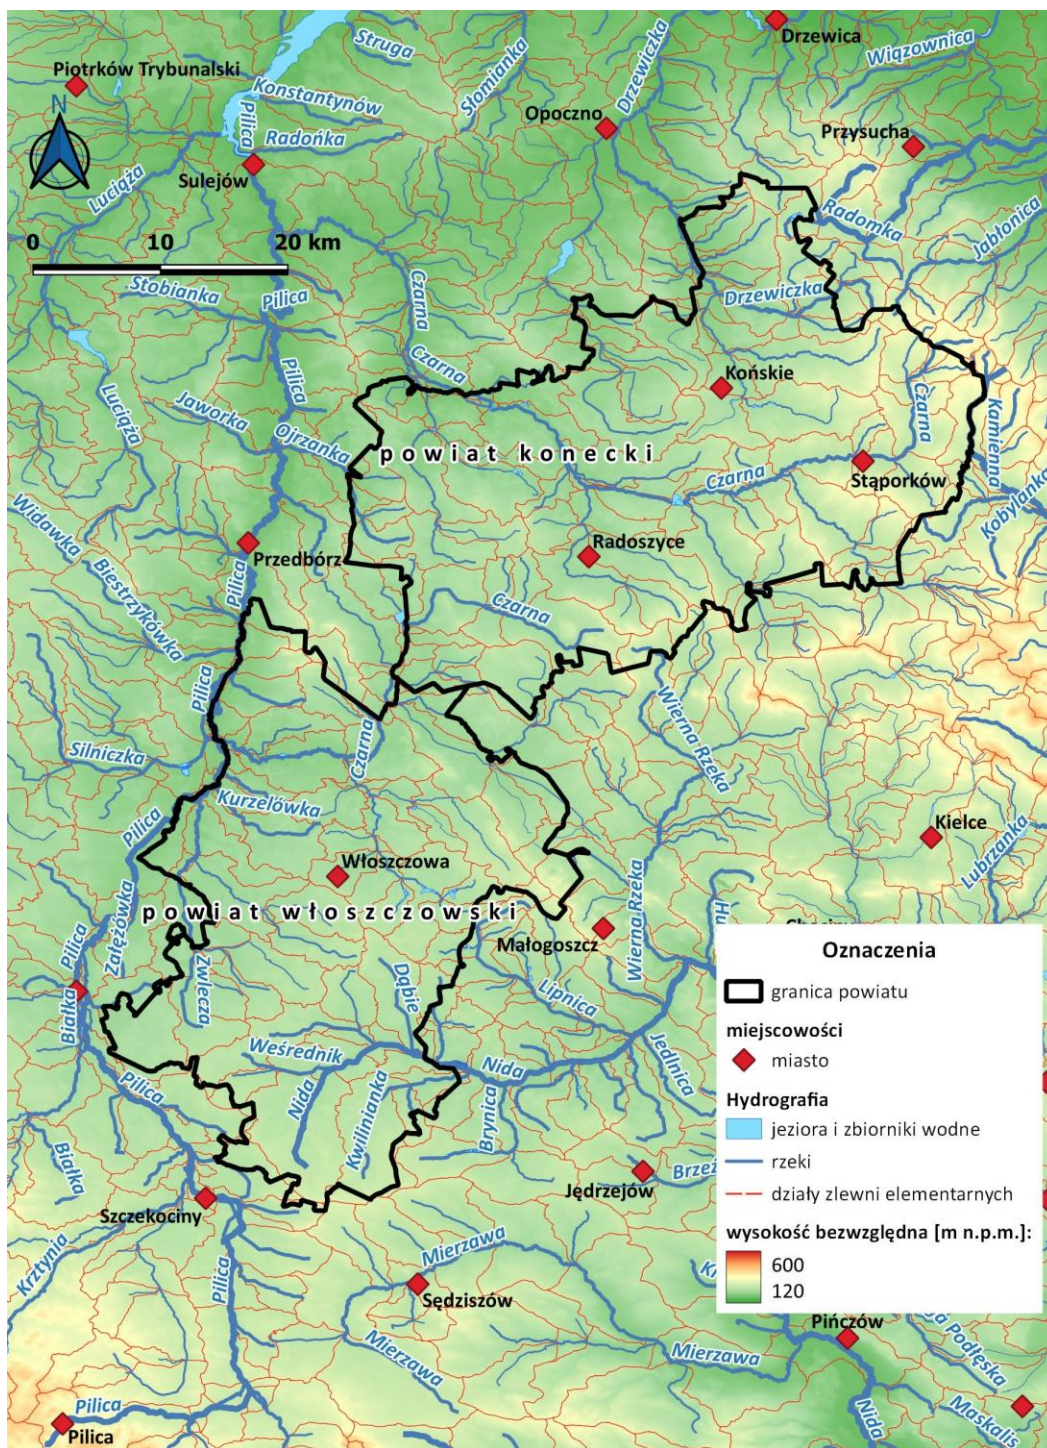 Drzewica
Struga
Wiązownica
Piotrków Trybunalski
Słomianka
Drzewiczka
Konstantynów
N
Pilica
Opoczno
Przysucha
Radońka
Sulejów
Luciąża
Radomka
Jabłonica
0 10 20 km
Stobianka
Czarna
Drzewiczka
Pilica
Pilica
Czarna
Końskie
Luciąża
Jaworka
Czarna
Kamienna
Ojrzanka
powiat konecki
Czarna
Stąporków
Widawka
Kobylanka
Przedbórz
Radoszyce
Biestrzykówka
Pilica
Czarna
Pilica
Wierna Rzeka
Silniczka
Czarna
Kurzelówka
Pilica
Kielce
Włoszczowa
Lubrzanka
powiat włoszczowski
Wierna Rzeka
Hu
Załężówka
Pilica
Małogoszcz
Zwlecza
Dąbie
Lipnica
Białka
Weśrednik
Nida
Jedlnica
Pilica
Nida
Kwilinianka
Brynica
Białka
Brzeź
Jędrzejów
Szczekociny
Krztynia
Mierzawa
Pilica
Sędziszów
Mierzawa
Mierzawa
Pińczów
Podłęska
Nida
Maskalis
Pilica
Pilica
Oznaczenia
granica powiatu
miejscowości
miasto
Hydrografia
jeziora i zbiorniki wodne
rzeki
działy zlewni elementarnych
wysokość bezwzględna [m n.p.m.]:
600
120